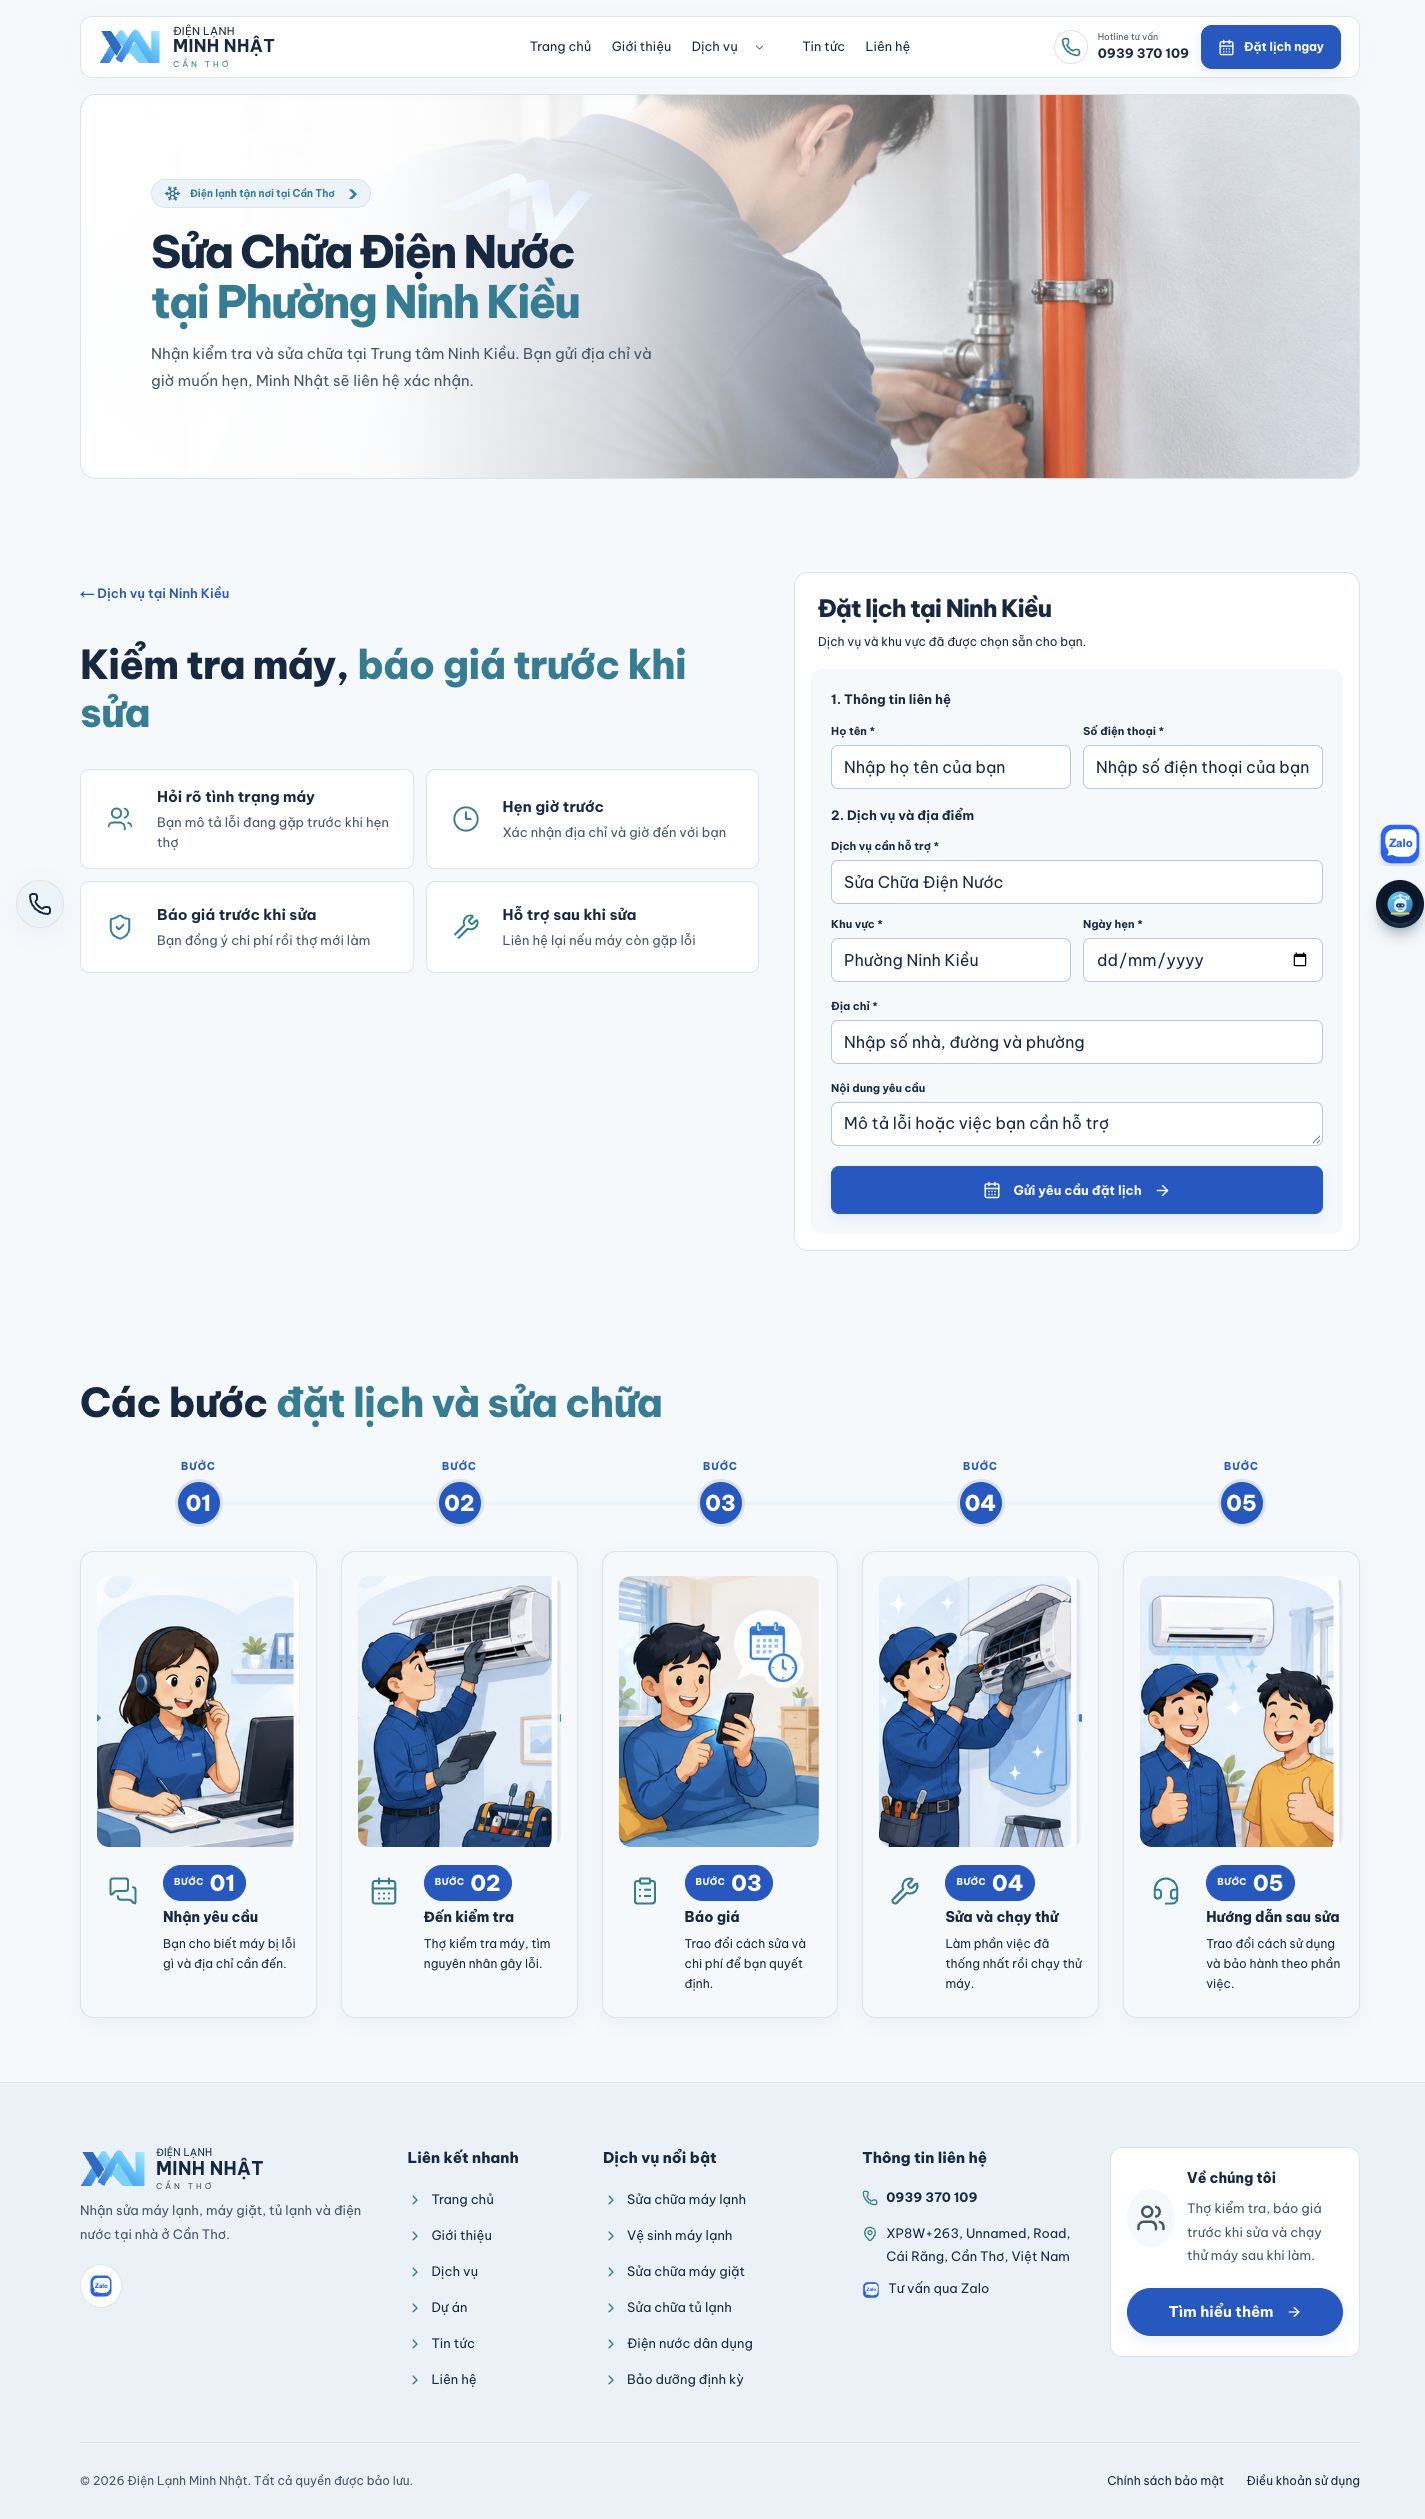 ĐIỆN LẠNH
MINH NHẬT
CẦN THƠ
Trang chủ
Giới thiệu
Dịch vụ
Tin tức
Liên hệ
Hotline tư vấn
0939 370 109
Đặt lịch ngay
Điện lạnh tận nơi tại Cần Thơ
Sửa Chữa Điện Nước
tại Phường Ninh Kiều
Nhận kiểm tra và sửa chữa tại Trung tâm Ninh Kiều. Bạn gửi địa chỉ và
giờ muốn hẹn, Minh Nhật sẽ liên hệ xác nhận.
← Dịch vụ tại Ninh Kiều
Kiểm tra máy, báo giá trước khi
sửa
Hỏi rõ tình trạng máy
Bạn mô tả lỗi đang gặp trước khi hẹn
thợ
Hẹn giờ trước
Xác nhận địa chỉ và giờ đến với bạn
Báo giá trước khi sửa
Bạn đồng ý chi phí rồi thợ mới làm
Hỗ trợ sau khi sửa
Liên hệ lại nếu máy còn gặp lỗi
Đặt lịch tại Ninh Kiều
Dịch vụ và khu vực đã được chọn sẵn cho bạn.
1. Thông tin liên hệ
Họ tên *
Số điện thoại *
Nhập họ tên của bạn
Nhập số điện thoại của bạn
2. Dịch vụ và địa điểm
Dịch vụ cần hỗ trợ *
Sửa Chữa Điện Nước
Khu vực *
Ngày hẹn *
Phường Ninh Kiều
dd/mm/yyyy
Địa chỉ *
Nhập số nhà, đường và phường
Nội dung yêu cầu
Mô tả lỗi hoặc việc bạn cần hỗ trợ
Gửi yêu cầu đặt lịch
Zalo
Các bước đặt lịch và sửa chữa
BƯỚC
01
BƯỚC
02
BƯỚC
03
BƯỚC
04
BƯỚC
05
BƯỚC 01
Nhận yêu cầu
Bạn cho biết máy bị lỗi
gì và địa chỉ cần đến.
BƯỚC 02
Đến kiểm tra
Thợ kiểm tra máy, tìm
nguyên nhân gây lỗi.
BƯỚC 03
Báo giá
Trao đổi cách sửa và
chi phí để bạn quyết
định.
BƯỚC 04
Sửa và chạy thử
Làm phần việc đã
thống nhất rồi chạy thử
máy.
BƯỚC 05
Hướng dẫn sau sửa
Trao đổi cách sử dụng
và bảo hành theo phần
việc.
ĐIỆN LẠNH
MINH NHẬT
CẦN THƠ
Nhận sửa máy lạnh, máy giặt, tủ lạnh và điện
nước tại nhà ở Cần Thơ.
Zalo
Liên kết nhanh
Trang chủ
Giới thiệu
Dịch vụ
Dự án
Tin tức
Liên hệ
Dịch vụ nổi bật
Sửa chữa máy lạnh
Vệ sinh máy lạnh
Sửa chữa máy giặt
Sửa chữa tủ lạnh
Điện nước dân dụng
Bảo dưỡng định kỳ
Thông tin liên hệ
0939 370 109
XP8W+263, Unnamed, Road,
Cái Răng, Cần Thơ, Việt Nam
Zalo
Tư vấn qua Zalo
Về chúng tôi
Thợ kiểm tra, báo giá
trước khi sửa và chạy
thử máy sau khi làm.
Tìm hiểu thêm
© 2026 Điện Lạnh Minh Nhật. Tất cả quyền được bảo lưu.
Chính sách bảo mật
Điều khoản sử dụng